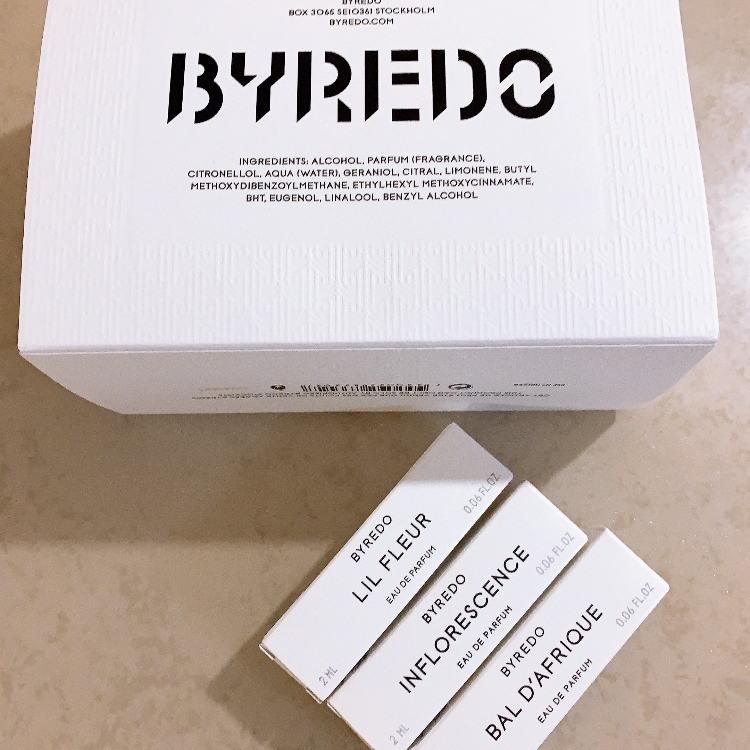 BYREDO
BOX 3065 SE10361 STOCKHOLM
BYREDO.COM
BYREDO
INGREDIENTS: ALCOHOL, PARFUM (FRAGRANCE),
CITRONELLOL, AQUA (WATER), GERANIOL, CITRAL, LIMONENE, BUTYL
METHOXYDIBENZOYLMETHANE, ETHYLHEXYL METHOXYCINNAMATE,
BHT, EUGENOL, LINALOOL, BENZYL ALCOHOL
BYREDO
LIL FLEUR
EAU DE PARFUM
0.06 FL.OZ.
2 ML
BYREDO
INFLORESCENCE
EAU DE PARFUM
0.06 FL.OZ
2 ML
BYREDO
BAL D'AFRIQUE
EAU DE PARFUM
0.06 FL.OZ